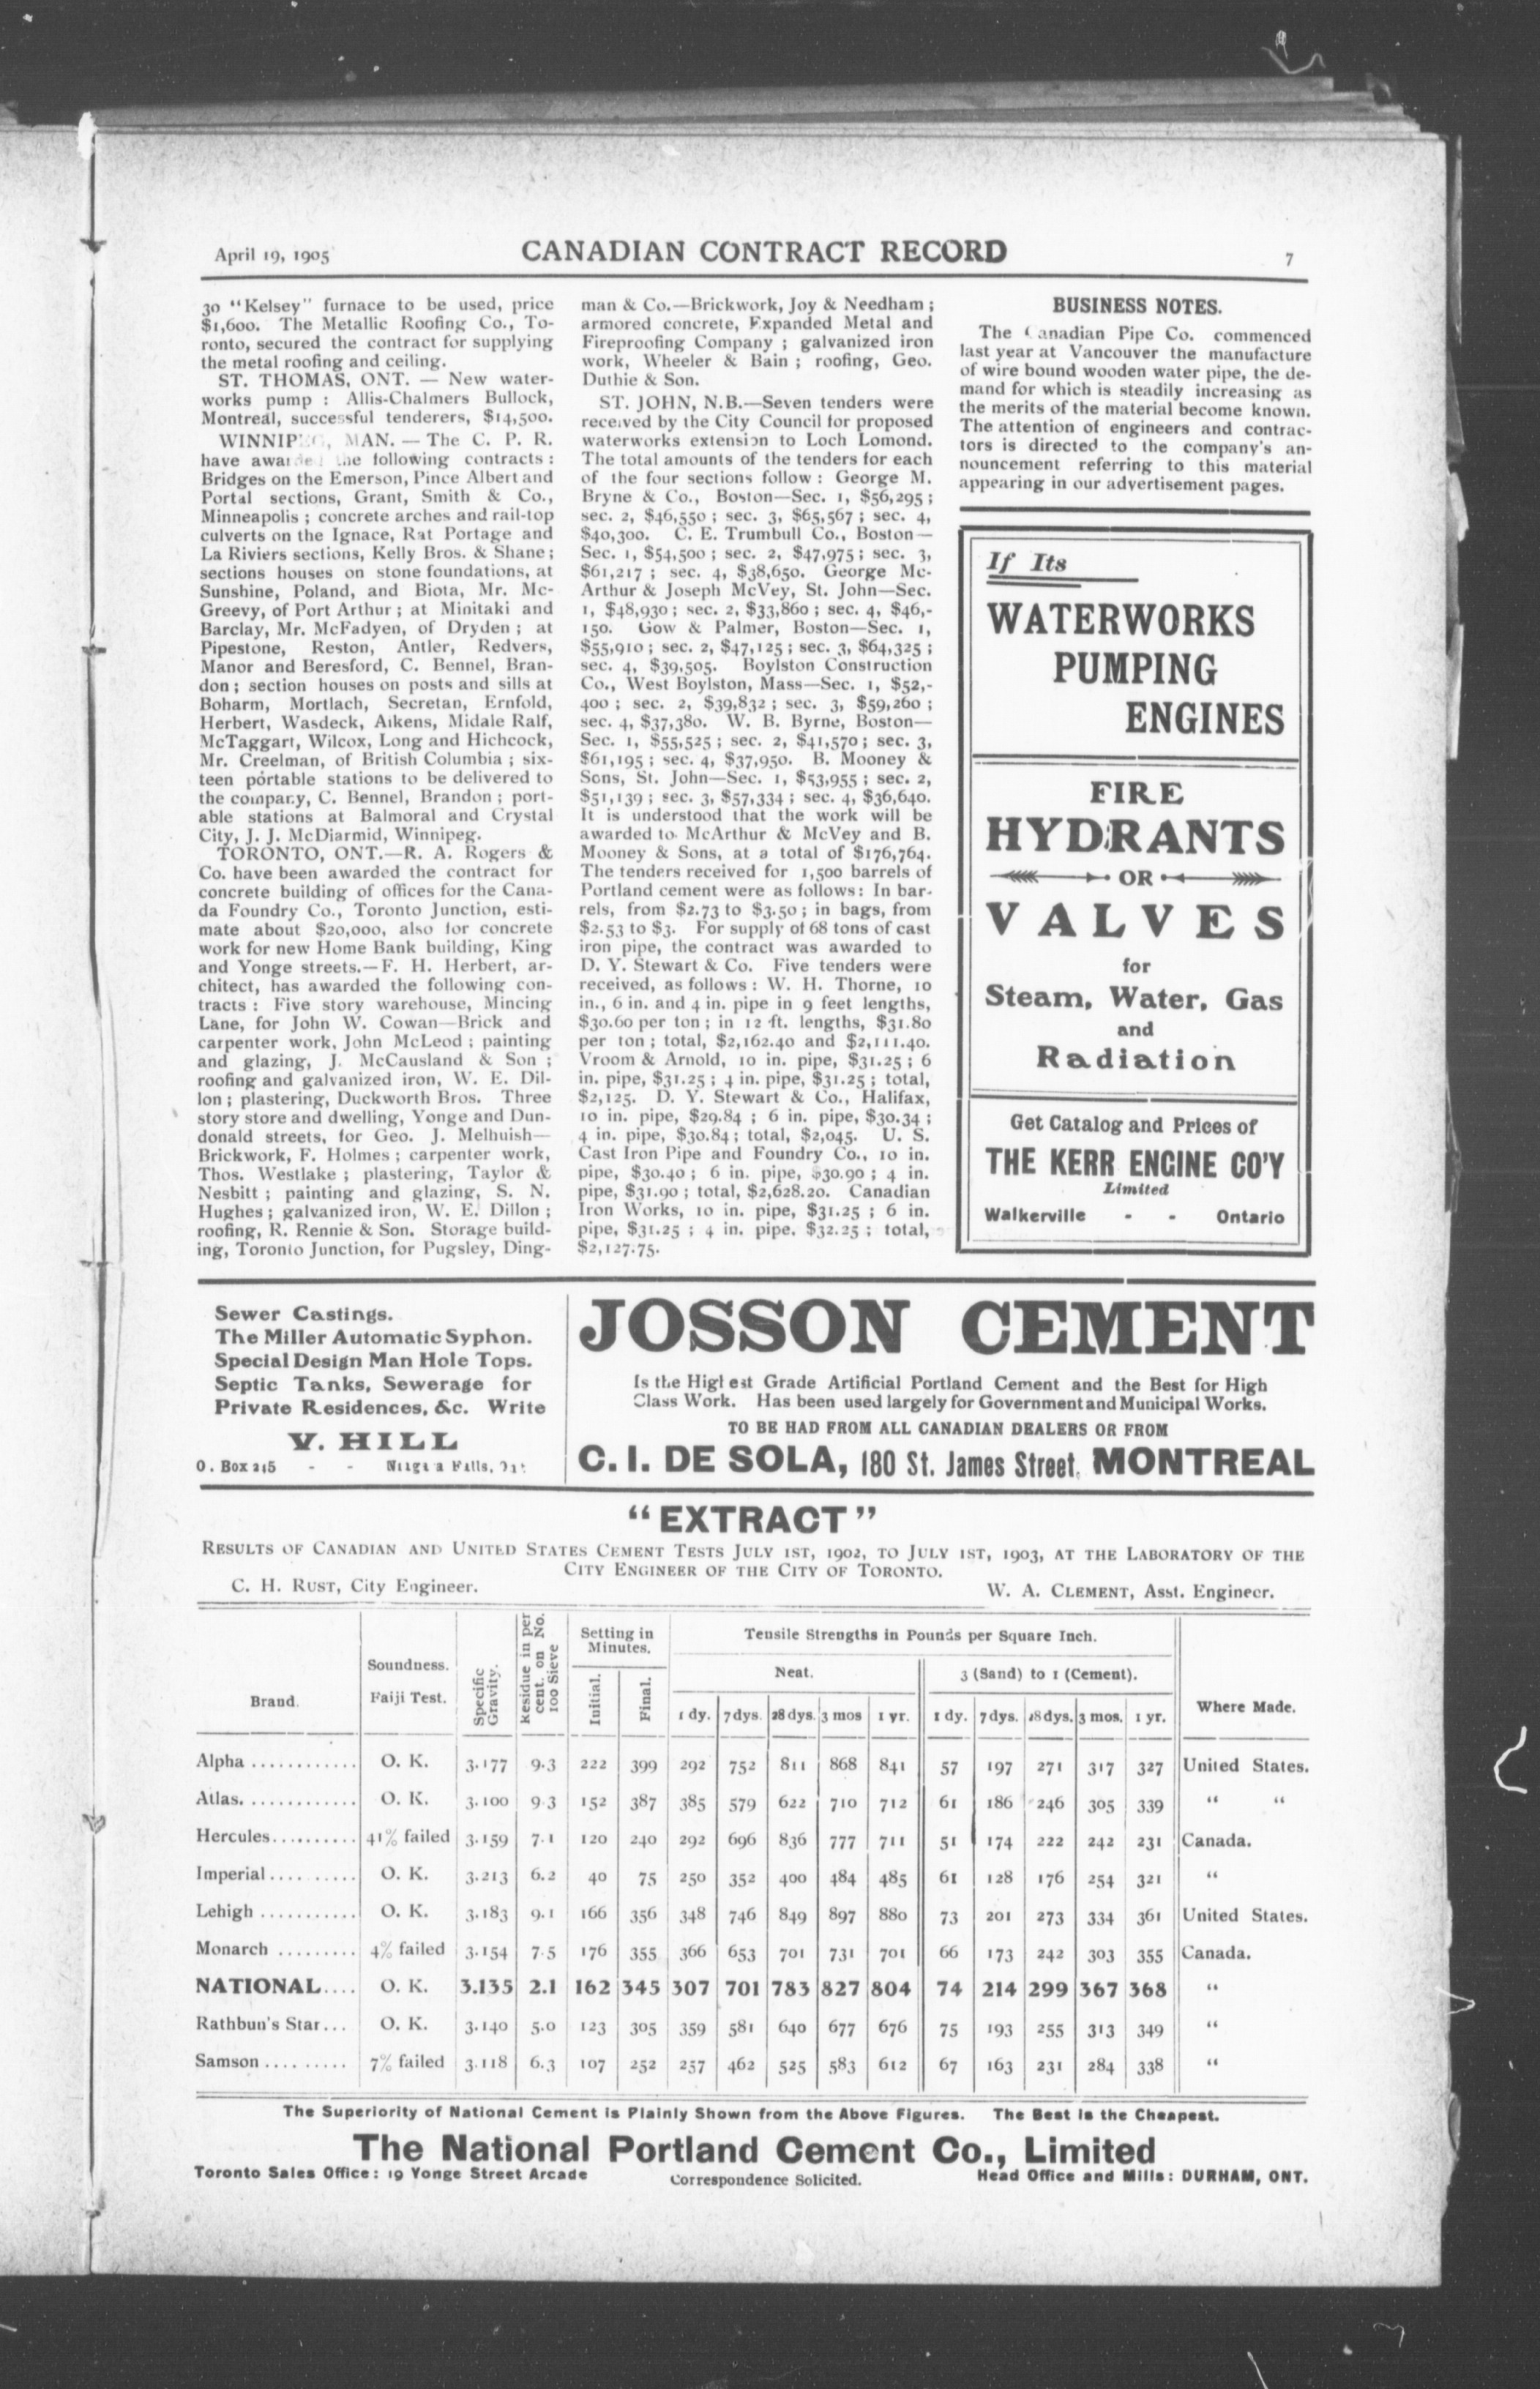 April 19, 1905
CANADIAN CONTRACT RECORD
7
30 "Kelsey" furnace to be used, price
$1,600. The Metallic Roofing Co., To-
ronto, secured the contract for supplying
the metal roofing and ceiling.
ST. THOMAS, ONT. — New water-
works pump : Allis-Chalmers Bullock,
Montreal, successful tenderers, $14,500.
WINNIPEG, MAN. — The C. P. R.
have awarded the following contracts :
Bridges on the Emerson, Pince Albert and
Portal sections, Grant, Smith & Co.,
Minneapolis ; concrete arches and rail-top
culverts on the Ignace, Rat Portage and
La Riviers sections, Kelly Bros. & Shane ;
sections houses on stone foundations, at
Sunshine, Poland, and Biota, Mr. Mc-
Greevy, of Port Arthur ; at Minitaki and
Barclay, Mr. McFadyen, of Dryden ; at
Pipestone, Reston, Antler, Redvers,
Manor and Beresford, C. Bennel, Bran-
don ; section houses on posts and sills at
Boharm, Mortlach, Secretan, Ernfold,
Herbert, Wasdeck, Aikens, Midale Ralf,
McTaggart, Wilcox, Long and Hichcock,
Mr. Creelman, of British Columbia ; six-
teen portable stations to be delivered to
the company, C. Bennel, Brandon ; port-
able stations at Balmoral and Crystal
City, J. J. McDiarmid, Winnipeg.
TORONTO, ONT.—R. A. Rogers &
Co. have been awarded the contract for
concrete building of offices for the Cana-
da Foundry Co., Toronto Junction, esti-
mate about $20,000, also for concrete
work for new Home Bank building, King
and Yonge streets.—F. H. Herbert, ar-
chitect, has awarded the following con-
tracts : Five story warehouse, Mincing
Lane, for John W. Cowan—Brick and
carpenter work, John McLeod ; painting
and glazing, J. McCausland & Son ;
roofing and galvanized iron, W. E. Dil-
lon ; plastering, Duckworth Bros. Three
story store and dwelling, Yonge and Dun-
donald streets, for Geo. J. Melhuish—
Brickwork, F. Holmes ; carpenter work,
Thos. Westlake ; plastering, Taylor &
Nesbitt ; painting and glazing, S. N.
Hughes ; galvanized iron, W. E. Dillon ;
roofing, R. Rennie & Son. Storage build-
ing, Toronto Junction, for Pugsley, Ding-
man & Co.—Brickwork, Joy & Needham ;
armored concrete, Expanded Metal and
Fireproofing Company ; galvanized iron
work, Wheeler & Bain ; roofing, Geo.
Duthie & Son.
ST. JOHN, N.B.—Seven tenders were
received by the City Council for proposed
waterworks extension to Loch Lomond.
The total amounts of the tenders for each
of the four sections follow : George M.
Bryne & Co., Boston—Sec. 1, $56,295 ;
sec. 2, $46,550 ; sec. 3, $65,567 ; sec. 4,
$40,300. C. E. Trumbull Co., Boston—
Sec. 1, $54,500 ; sec. 2, $47,975 ; sec. 3,
$61,217 ; sec. 4, $38,650. George Mc-
Arthur & Joseph McVey, St. John—Sec.
1, $48,930 ; sec. 2, $33,860 ; sec. 4, $46,-
150. Gow & Palmer, Boston—Sec. 1,
$55,910 ; sec. 2, $47,125 ; sec. 3, $64,325 ;
sec. 4, $39,505. Boylston Construction
Co., West Boylston, Mass—Sec. 1, $52,-
400 ; sec. 2, $39,832 ; sec. 3, $59,260 ;
sec. 4, $37,380. W. B. Byrne, Boston—
Sec. 1, $55,525 ; sec. 2, $41,570 ; sec. 3,
$61,195 ; sec. 4, $37,950. B. Mooney &
Sons, St. John—Sec. 1, $53,955 ; sec. 2,
$51,139 ; sec. 3, $57,334 ; sec. 4, $36,640.
It is understood that the work will be
awarded to McArthur & McVey and B.
Mooney & Sons, at a total of $176,764.
The tenders received for 1,500 barrels of
Portland cement were as follows : In bar-
rels, from $2.73 to $3.50 ; in bags, from
$2.53 to $3. For supply of 68 tons of cast
iron pipe, the contract was awarded to
D. Y. Stewart & Co. Five tenders were
received, as follows : W. H. Thorne, 10
in., 6 in. and 4 in. pipe in 9 feet lengths,
$30.60 per ton ; in 12 ft. lengths, $31.80
per ton ; total, $2,162.40 and $2,111.40.
Vroom & Arnold, 10 in. pipe, $31.25 ; 6
in. pipe, $31.25 ; 4 in. pipe, $31.25 ; total,
$2,125. D. Y. Stewart & Co., Halifax,
10 in. pipe, $29.84 ; 6 in. pipe, $30.34 ;
4 in. pipe, $30.84 ; total, $2,045. U. S.
Cast Iron Pipe and Foundry Co., 10 in.
pipe, $30.40 ; 6 in. pipe, $30.90 ; 4 in.
pipe, $31.90 ; total, $2,628.20. Canadian
Iron Works, 10 in. pipe, $31.25 ; 6 in.
pipe, $31.25 ; 4 in. pipe, $32.25 ; total,
$2,127.75.
BUSINESS NOTES.
The Canadian Pipe Co. commenced
last year at Vancouver the manufacture
of wire bound wooden water pipe, the de-
mand for which is steadily increasing as
the merits of the material become known.
The attention of engineers and contrac-
tors is directed to the company's an-
nouncement referring to this material
appearing in our advertisement pages.
If Its
WATERWORKS
PUMPING
ENGINES
FIRE
HYDRANTS
OR
VALVES
for
Steam, Water, Gas
and
Radiation
Get Catalog and Prices of
THE KERR ENGINE CO'Y
Limited
Walkerville - - Ontario
Sewer Castings.
The Miller Automatic Syphon.
Special Design Man Hole Tops.
Septic Tanks, Sewerage for
Private Residences, &c. Write
V. HILL
O. Box 245 - - Niagara Falls, Ont.
JOSSON CEMENT
Is the Highest Grade Artificial Portland Cement and the Best for High
Class Work. Has been used largely for Government and Municipal Works.
TO BE HAD FROM ALL CANADIAN DEALERS OR FROM
C. I. DE SOLA, 180 St. James Street, MONTREAL
"EXTRACT"
RESULTS OF CANADIAN AND UNITED STATES CEMENT TESTS JULY 1ST, 1902, TO JULY 1ST, 1903, AT THE LABORATORY OF THE
CITY ENGINEER OF THE CITY OF TORONTO.
C. H. RUST, City Engineer.
W. A. CLEMENT, Asst. Engineer.
Brand. Soundness. Faiji Test. Specific Gravity. Residue in per cent. on No. 100 Sieve Setting in Minutes. Tensile Strengths in Pounds per Square Inch. Where Made.
Neat. 3 (Sand) to 1 (Cement).
Initial. Final. 1 dy. 7 dys. 28 dys. 3 mos 1 yr. 1 dy. 7 dys. 28 dys. 3 mos. 1 yr.
Alpha ............ O. K. 3.177 9.3 222 399 292 752 811 868 841 57 197 271 317 327 United States.
Atlas............. O. K. 3.100 9 3 152 387 385 579 622 710 712 61 186 246 305 339 " "
Hercules.......... 41% failed 3.159 7.1 120 240 292 696 836 777 711 51 174 222 242 231 Canada.
Imperial .......... O. K. 3.213 6.2 40 75 250 352 400 484 485 61 128 176 254 321 "
Lehigh ........... O. K. 3.183 9.1 166 356 348 746 849 897 880 73 201 273 334 361 United States.
Monarch ......... 4% failed 3.154 7.5 176 355 366 653 701 731 701 66 173 242 303 355 Canada.
NATIONAL.... O. K. 3.135 2.1 162 345 307 701 783 827 804 74 214 299 367 368 "
Rathbun's Star... O. K. 3.140 5.0 123 305 359 581 640 677 676 75 193 255 313 349 "
Samson ......... 7% failed 3.118 6.3 107 252 257 462 525 583 612 67 163 231 284 338 "
The Superiority of National Cement is Plainly Shown from the Above Figures. The Best is the Cheapest.
The National Portland Cement Co., Limited
Toronto Sales Office: 19 Yonge Street Arcade
Correspondence Solicited.
Head Office and Mills: DURHAM, ONT.